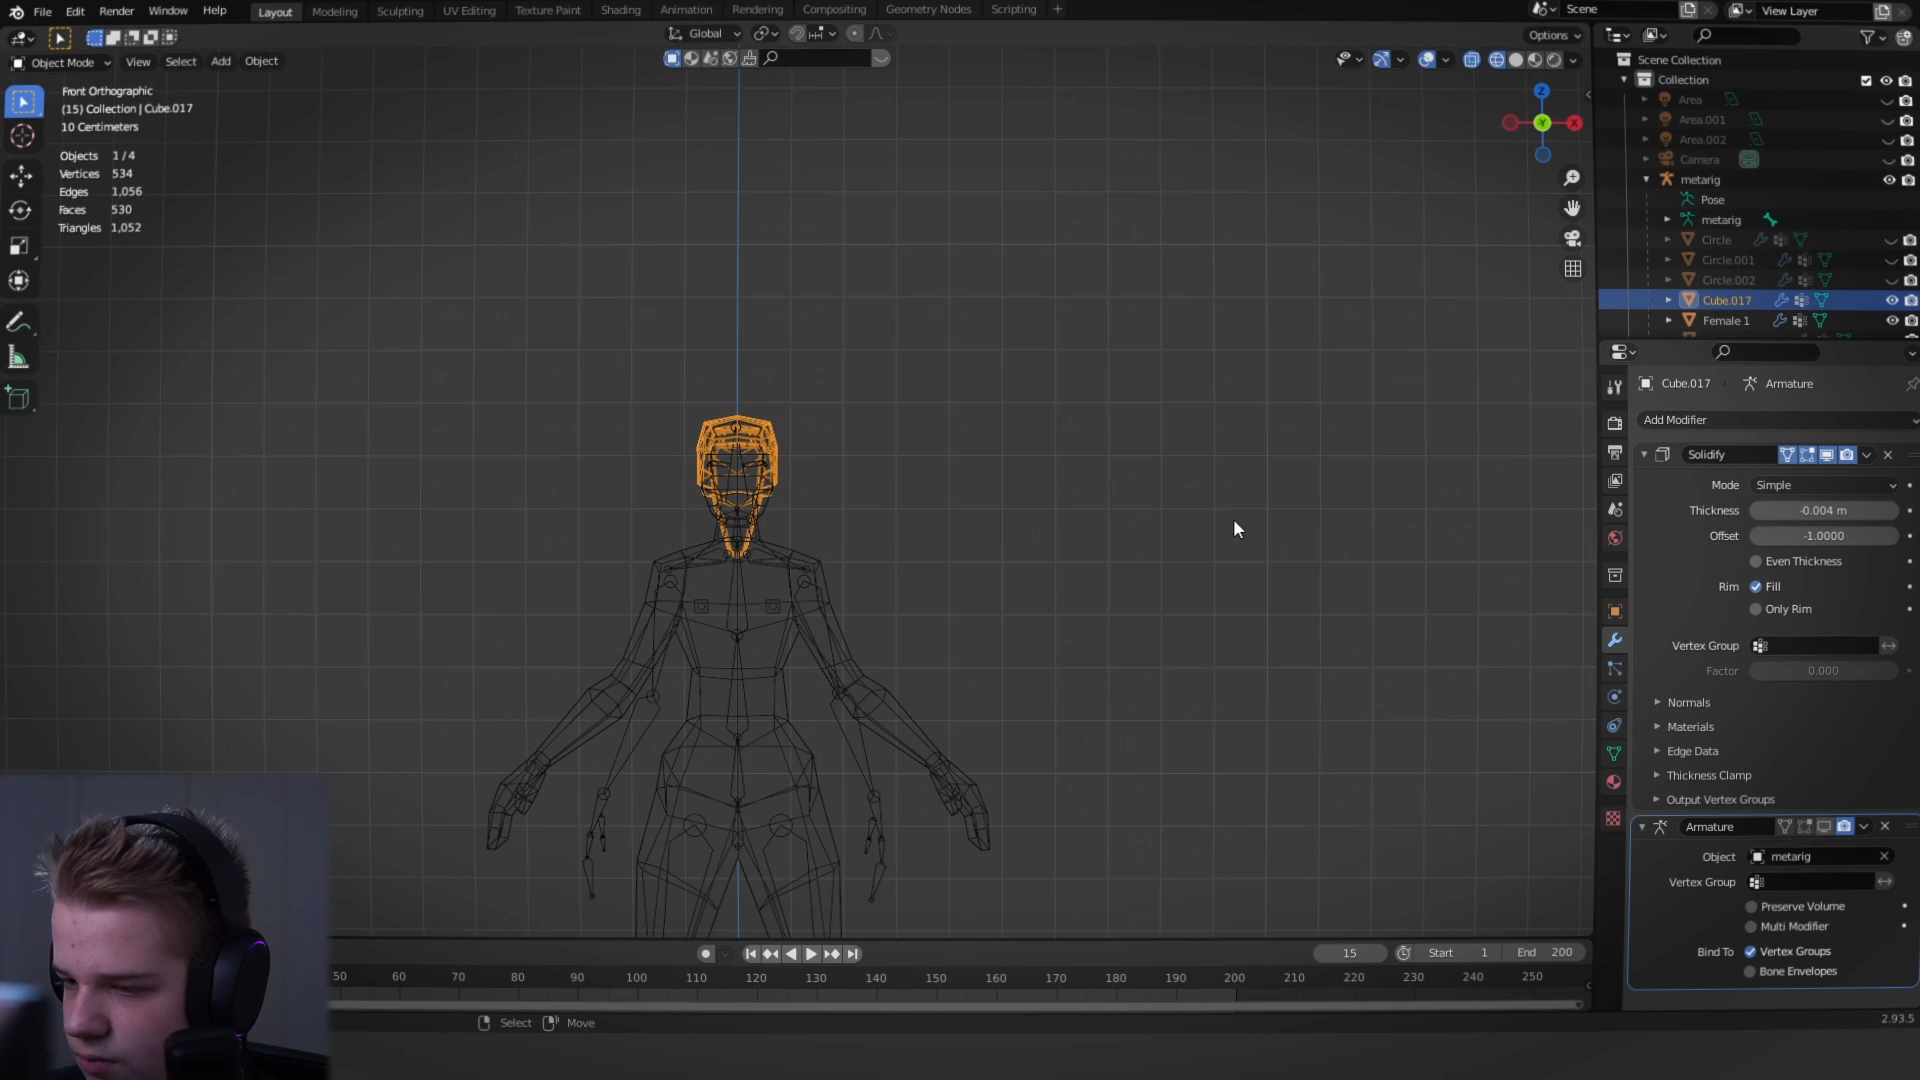 File Edit Render Window Help Layout Modeling Sculpting UV Editing Texture Paint Shading Animation Rendering Compositing Geometry Nodes Scripting + Scene View Layer
Global Options
Object Mode View Select Add Object
Front Orthographic
(15) Collection | Cube.017
10 Centimeters
Objects 1 / 4
Vertices 534
Edges 1,056
Faces 530
Triangles 1,052
Z
Y
X
Scene Collection
Collection
Area
Area.001
Area.002
Camera
metarig
Pose
metarig
Circle
Circle.001
Circle.002
Cube.017
Female 1
Cube.017 Armature
Add Modifier
Solidify
Mode Simple
Thickness -0.004 m
Offset -1.0000
Even Thickness
Rim Fill
Only Rim
Vertex Group
Factor 0.000
Normals
Materials
Edge Data
Thickness Clamp
Output Vertex Groups
Armature
Object metarig
Vertex Group
Preserve Volume
Multi Modifier
Bind To Vertex Groups
Bone Envelopes
15 Start 1 End 200
50 60 70 80 90 100 110 120 130 140 150 160 170 180 190 200 210 220 230 240 250
Select Move
2.93.5